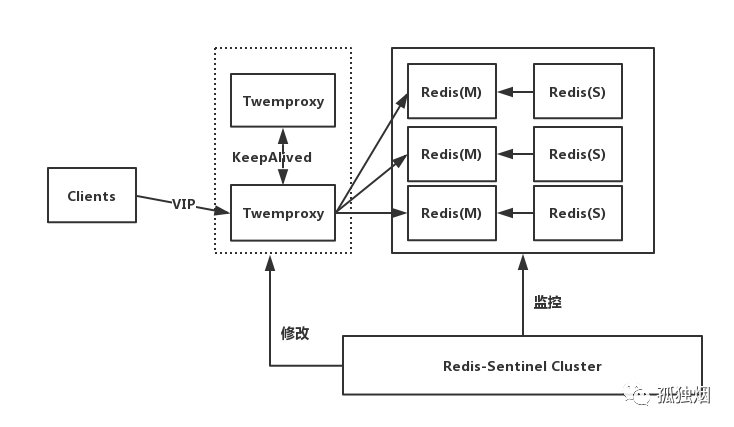 Twemproxy
KeepAlived
Twemproxy
Clients
VIP
Redis(M)
Redis(S)
Redis(M)
Redis(S)
Redis(M)
Redis(S)
修改
监控
Redis-Sentinel Cluster
孤独烟